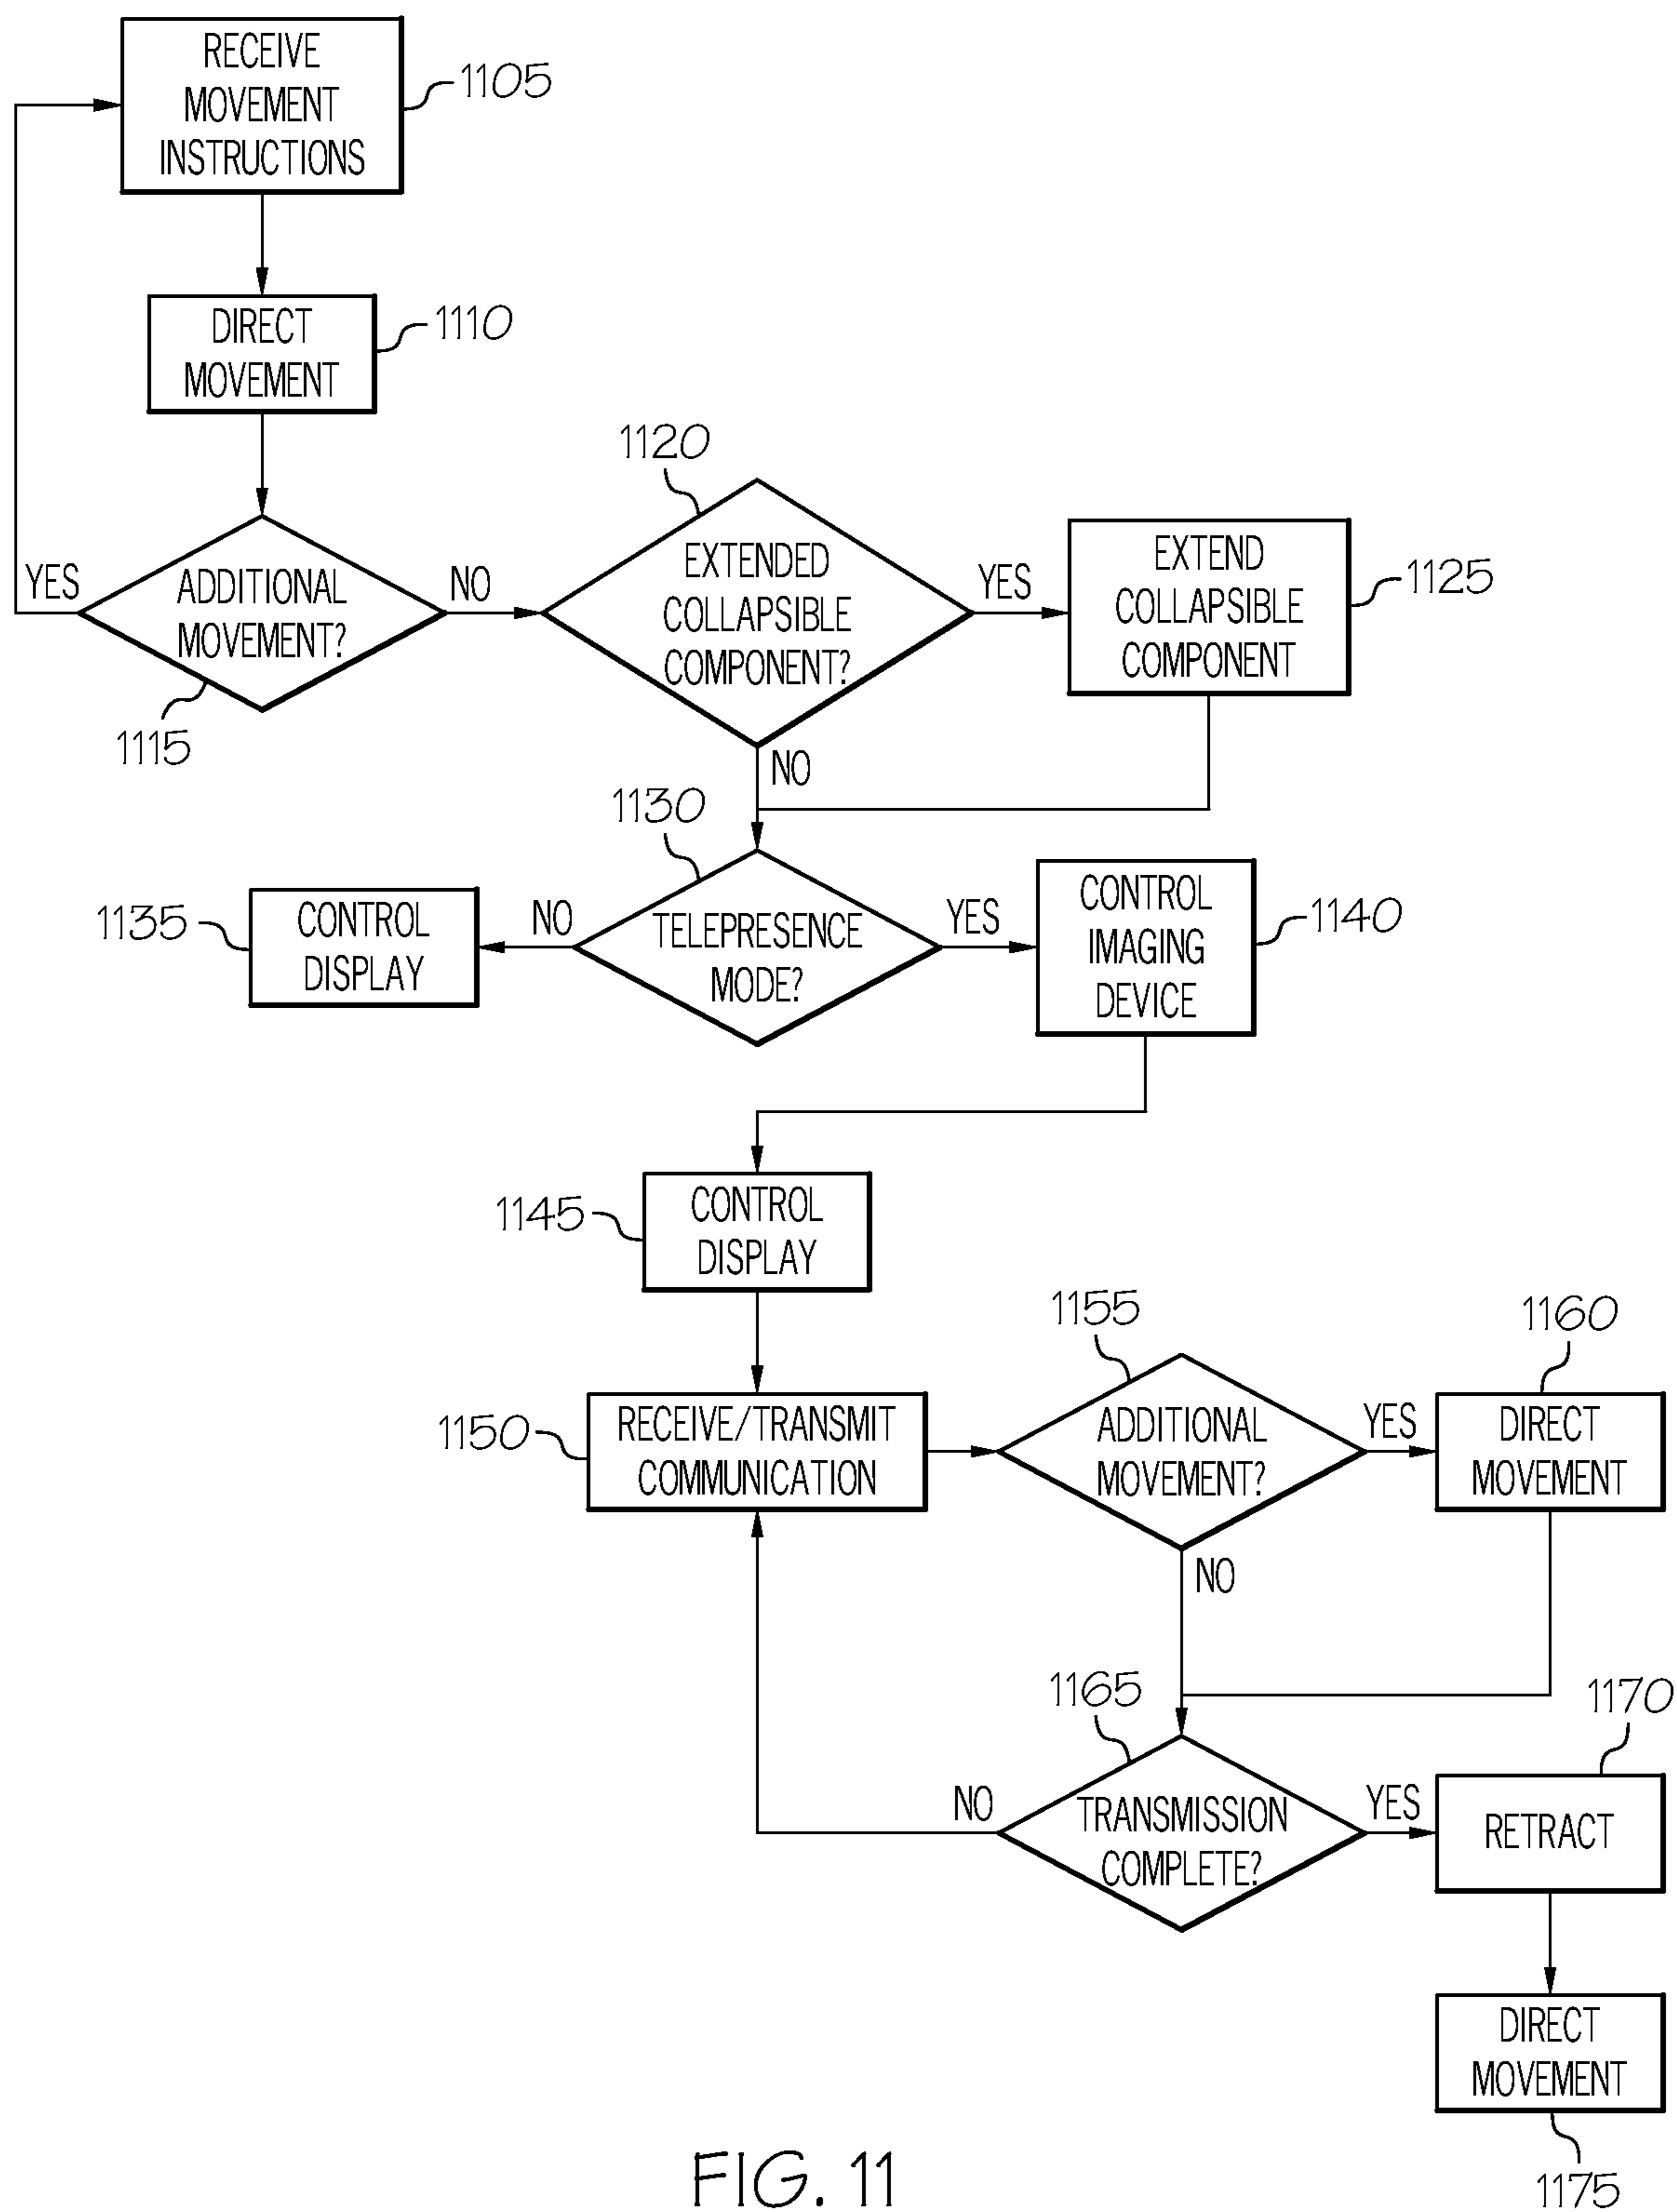 RECEIVE
MOVEMENT
INSTRUCTIONS
1105
DIRECT
MOVEMENT
1110
ADDITIONAL
MOVEMENT?
YES
NO
1115
1120
EXTENDED
COLLAPSIBLE
COMPONENT?
YES
NO
EXTEND
COLLAPSIBLE
COMPONENT
1125
1130
TELEPRESENCE
MODE?
NO
YES
1135
CONTROL
DISPLAY
CONTROL
IMAGING
DEVICE
1140
1145
CONTROL
DISPLAY
1150
RECEIVE/TRANSMIT
COMMUNICATION
1155
ADDITIONAL
MOVEMENT?
YES
NO
1160
DIRECT
MOVEMENT
1165
TRANSMISSION
COMPLETE?
NO
YES
1170
RETRACT
DIRECT
MOVEMENT
1175
FIG. 11